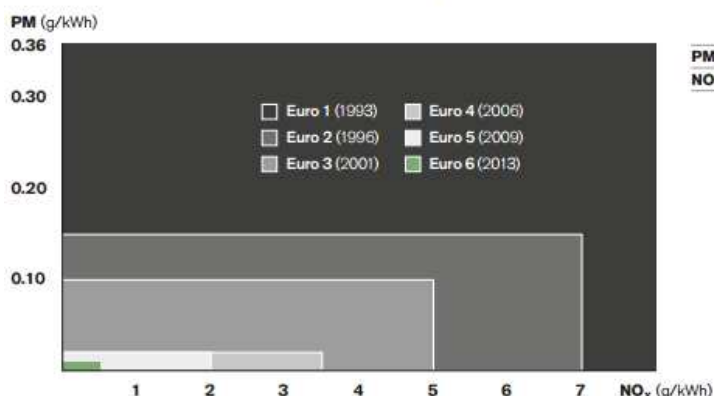 PM (g/kWh)
0.36
0.30
0.20
0.10
Euro 1 (1993)
Euro 2 (1996)
Euro 3 (2001)
Euro 4 (2006)
Euro 5 (2009)
Euro 6 (2013)
1 2 3 4 5 6 7 NOx (g/kWh)
PM
NO